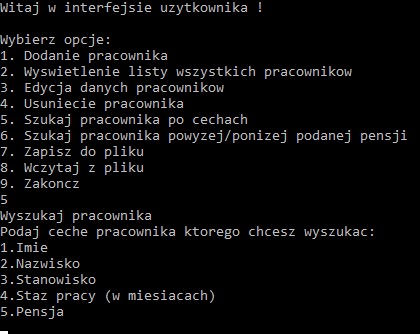 Witaj w interfejsie uzytkownika !
Wybierz opcje:
1. Dodanie pracownika
2. Wyswietlenie listy wszystkich pracownikow
3. Edycja danych pracownikow
4. Usuniecie pracownika
5. Szukaj pracownika po cechach
6. Szukaj pracownika powyzej/ponizej podanej pensji
7. Zapisz do pliku
8. Wczytaj z pliku
9. Zakoncz
5
Wyszukaj pracownika
Podaj ceche pracownika ktorego chcesz wyszukac:
1.Imie
2.Nazwisko
3.Stanowisko
4.Staz pracy (w miesiacach)
5.Pensja